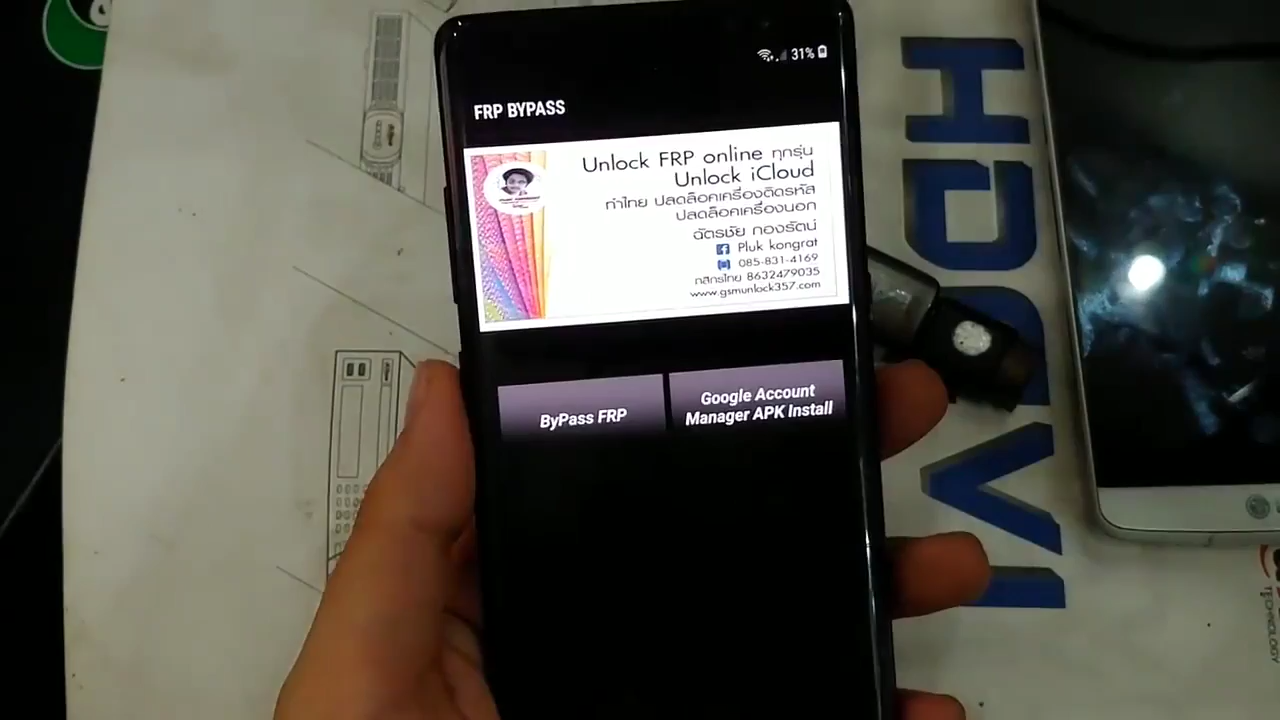 31%
FRP BYPASS
Unlock FRP online ทุกรุ่น
Unlock iCloud
ทำไทย ปลดล็อคเครื่องติดรหัส
ปลดล็อคเครื่องนอก
ฉัตรชัย กองรัตน์
Pluk kongrat
085-831-4169
กสิกรไทย 8632479035
www.gsmunlock357.com
ByPass FRP
Google Account
Manager APK Install
HDCVI
TECHNOLOGY